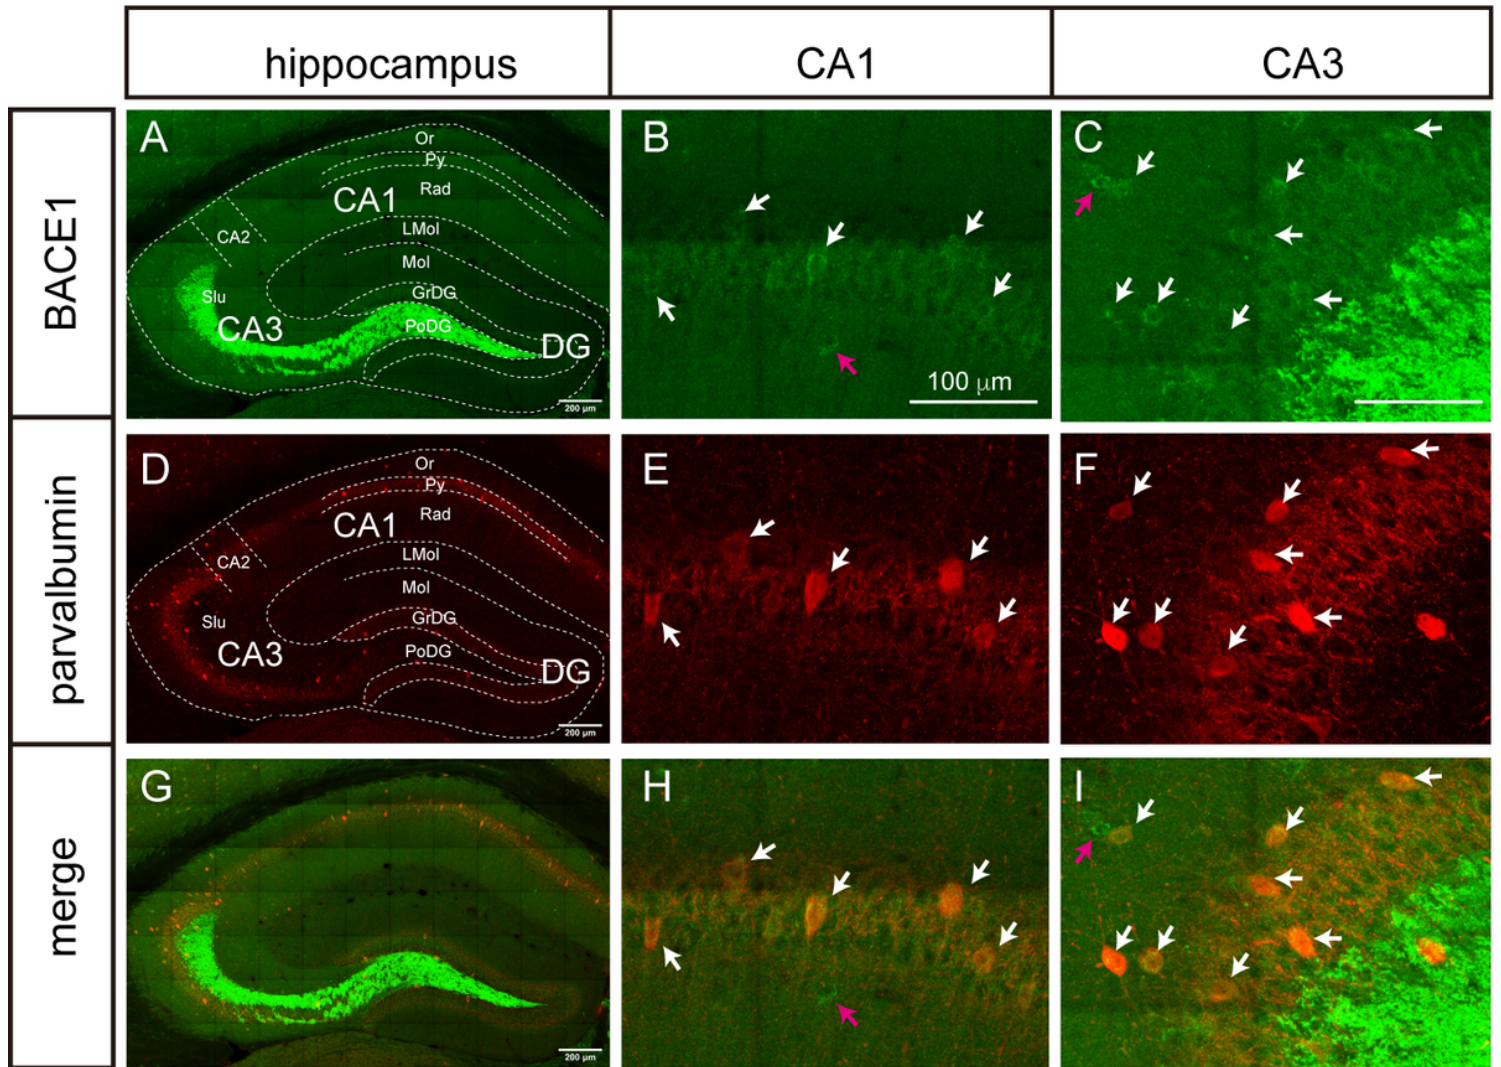 hippocampus
CA1
CA3
BACE1
A
Or
Py
CA1
Rad
CA2
LMol
Mol
Slu
GrDG
CA3
PoDG
DG
200 μm
B
100 μm
C
parvalbumin
D
Or
Py
CA1
Rad
CA2
LMol
Mol
Slu
GrDG
CA3
PoDG
DG
200 μm
E
F
merge
G
200 μm
H
I